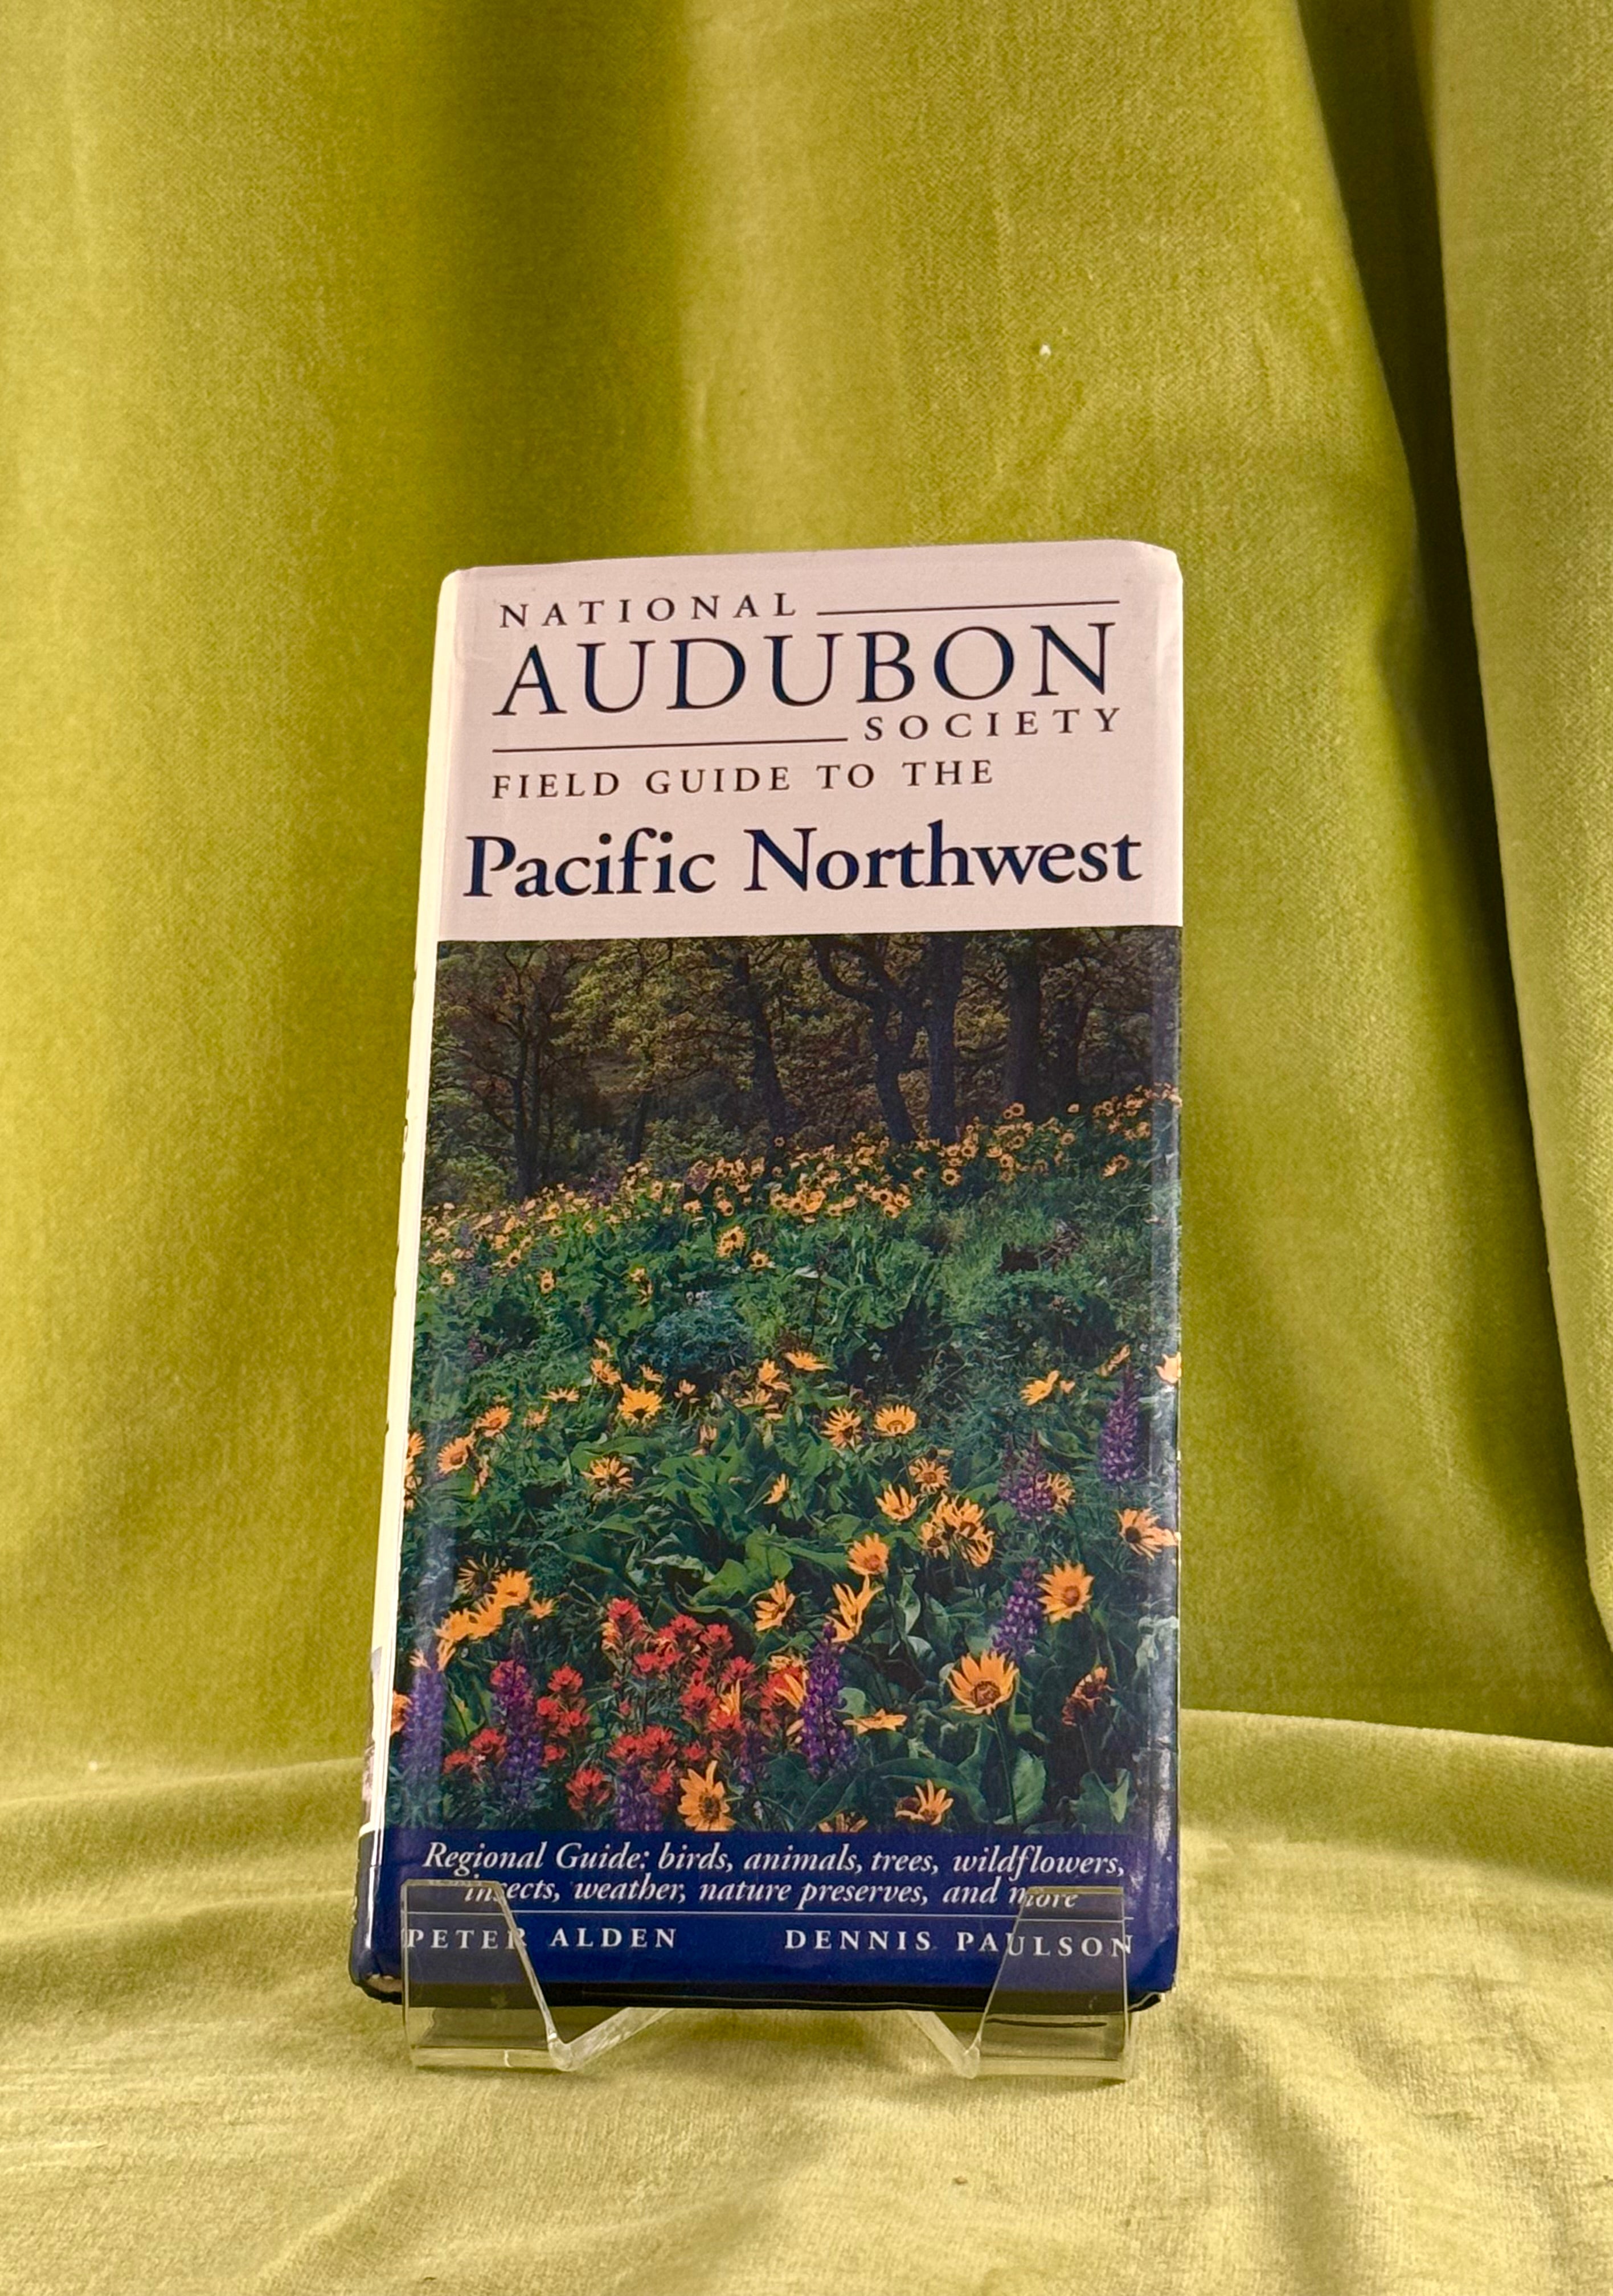 NATIONAL
AUDUBON
SOCIETY
FIELD GUIDE TO THE
Pacific Northwest
Regional Guide: birds, animals, trees, wildflowers,
insects, weather, nature preserves, and more
PETER ALDEN DENNIS PAULSON